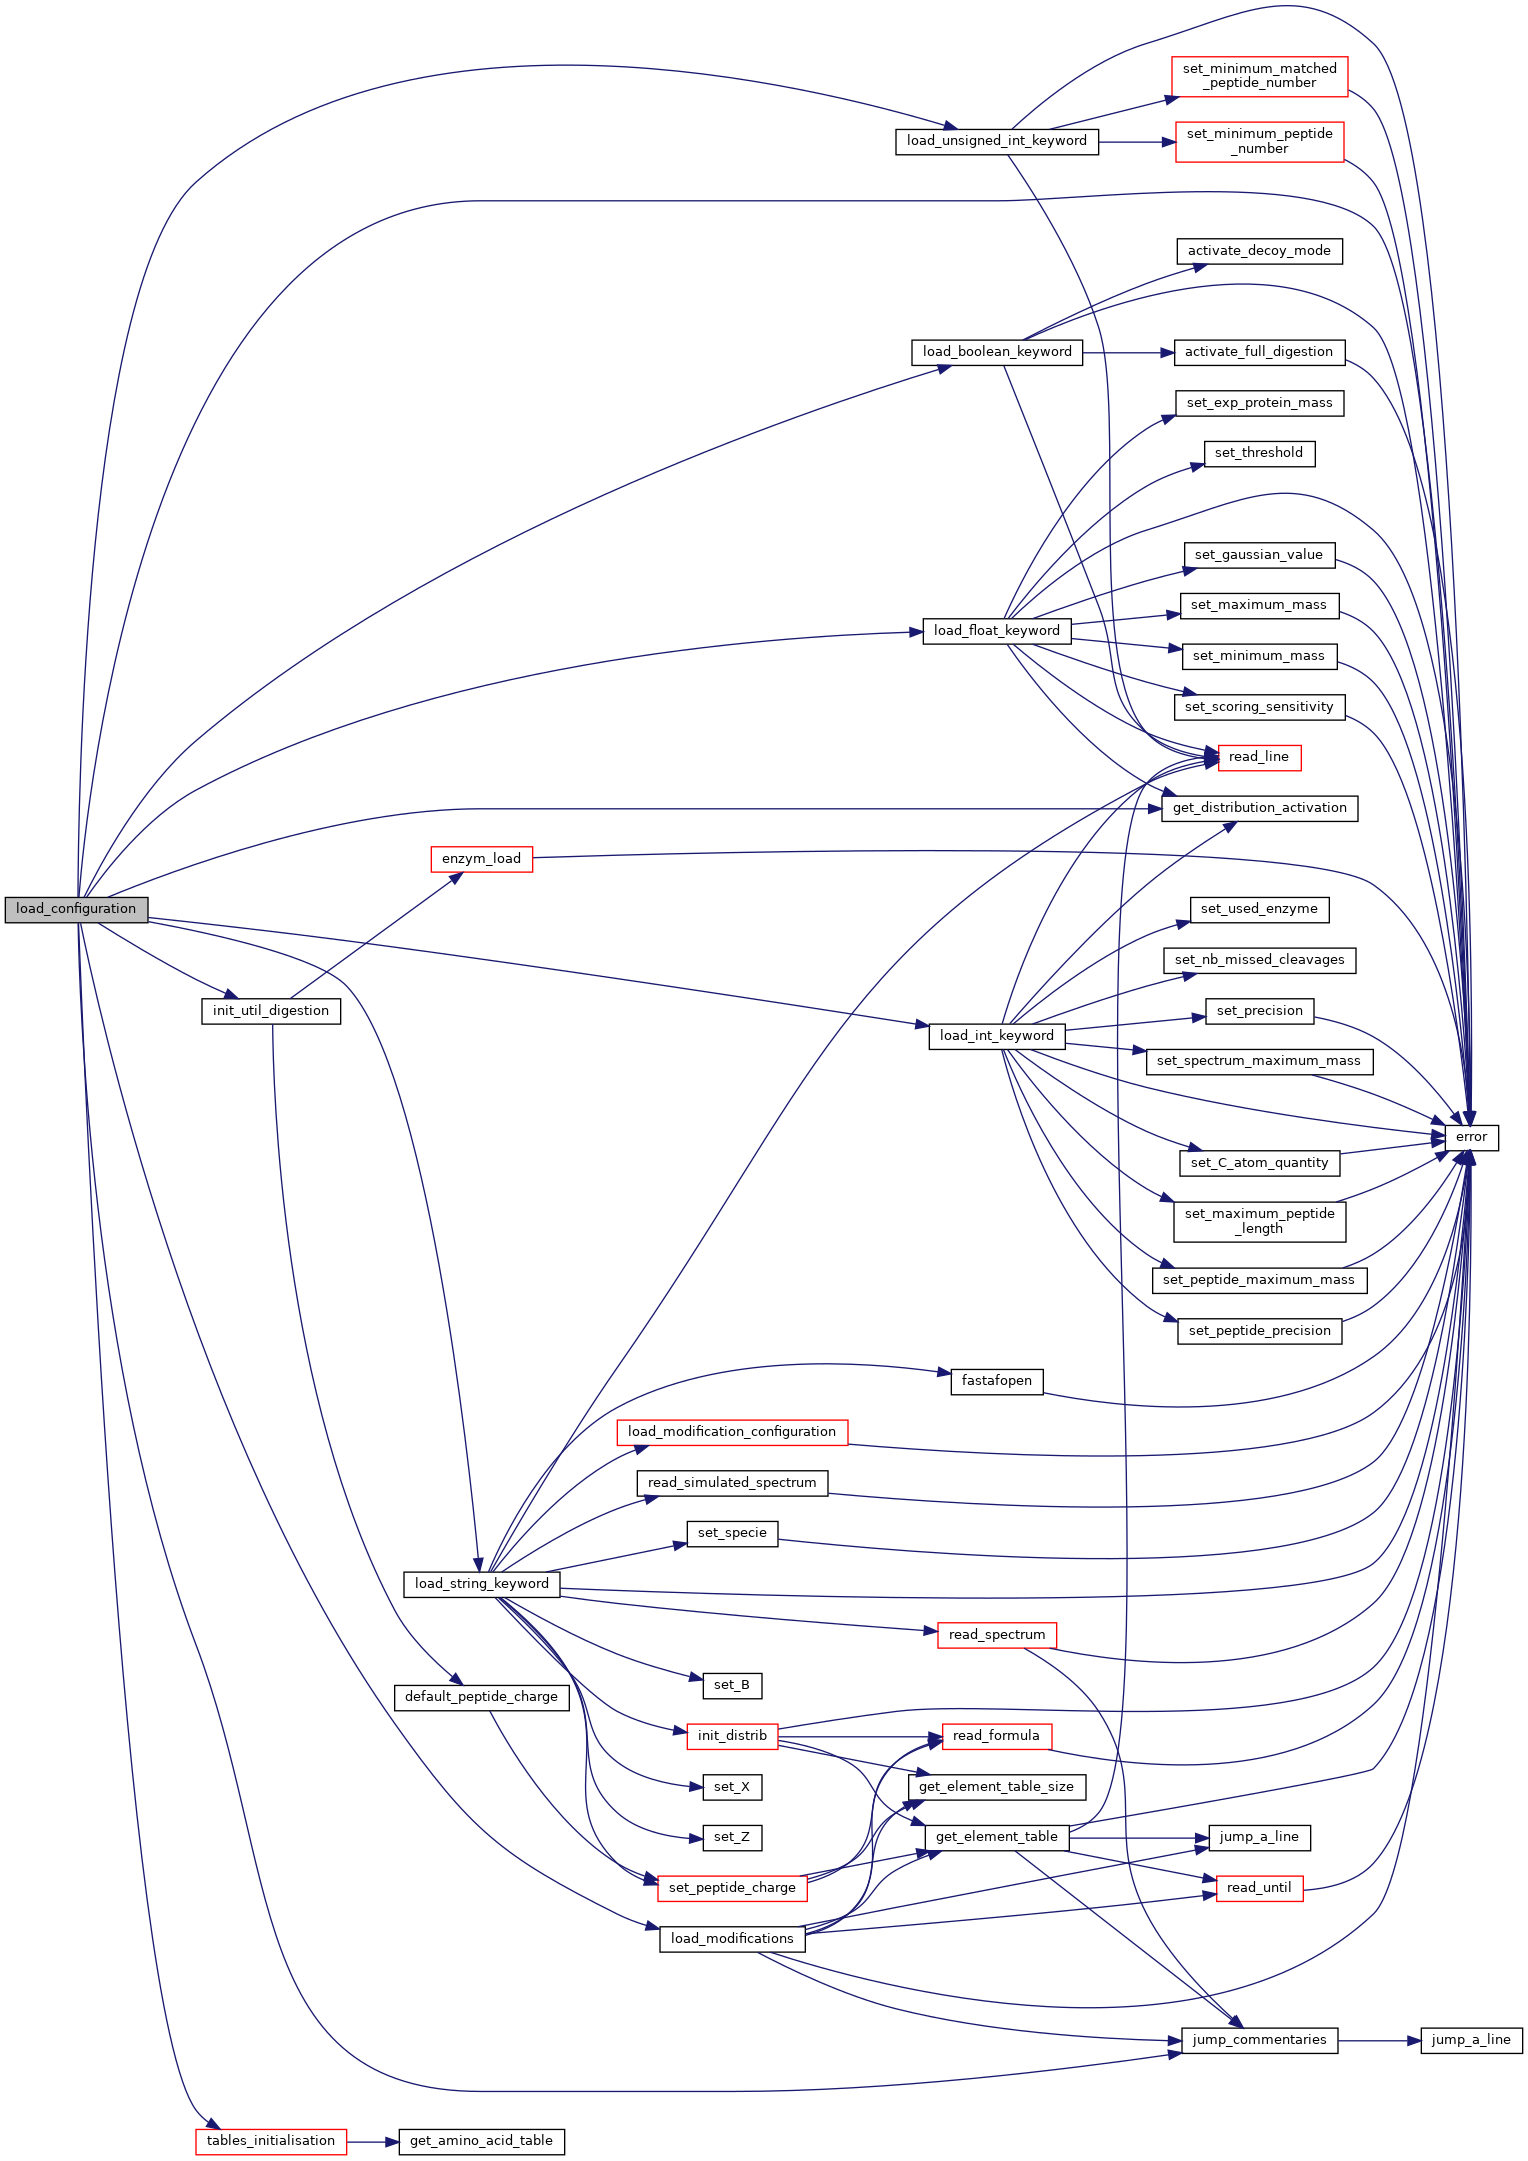 set_minimum_matched
_peptide_number
load_unsigned_int_keyword
set_minimum_peptide
_number
activate_decoy_mode
load_boolean_keyword
activate_full_digestion
set_exp_protein_mass
set_threshold
set_gaussian_value
set_maximum_mass
load_float_keyword
set_minimum_mass
set_scoring_sensitivity
read_line
get_distribution_activation
enzym_load
load_configuration
set_used_enzyme
set_nb_missed_cleavages
init_util_digestion
set_precision
load_int_keyword
set_spectrum_maximum_mass
error
set_C_atom_quantity
set_maximum_peptide
_length
set_peptide_maximum_mass
set_peptide_precision
fastafopen
load_modification_configuration
read_simulated_spectrum
set_specie
load_string_keyword
read_spectrum
set_B
default_peptide_charge
init_distrib
read_formula
set_X
get_element_table_size
set_Z
get_element_table
jump_a_line
set_peptide_charge
read_until
load_modifications
jump_commentaries
jump_a_line
tables_initialisation
get_amino_acid_table